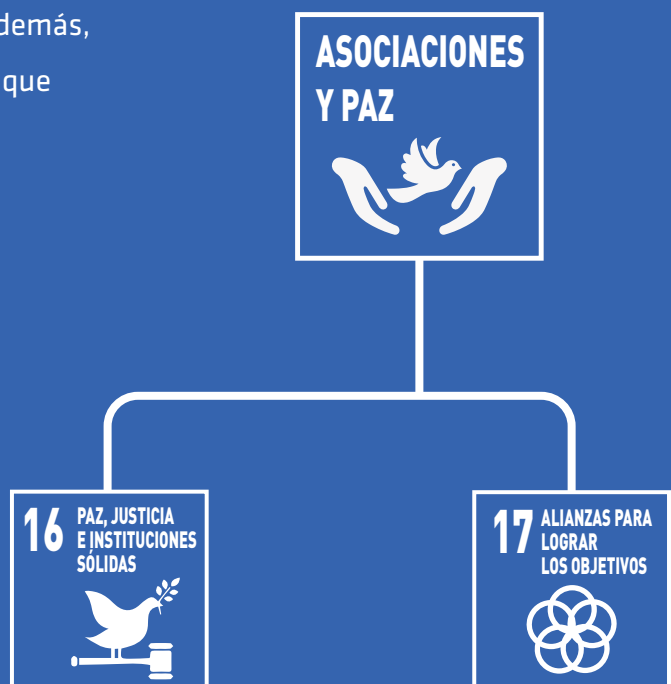 demás,
que
ASOCIACIONES
Y PAZ
16 PAZ, JUSTICIA
E INSTITUCIONES
SÓLIDAS
17 ALIANZAS PARA
LOGRAR
LOS OBJETIVOS